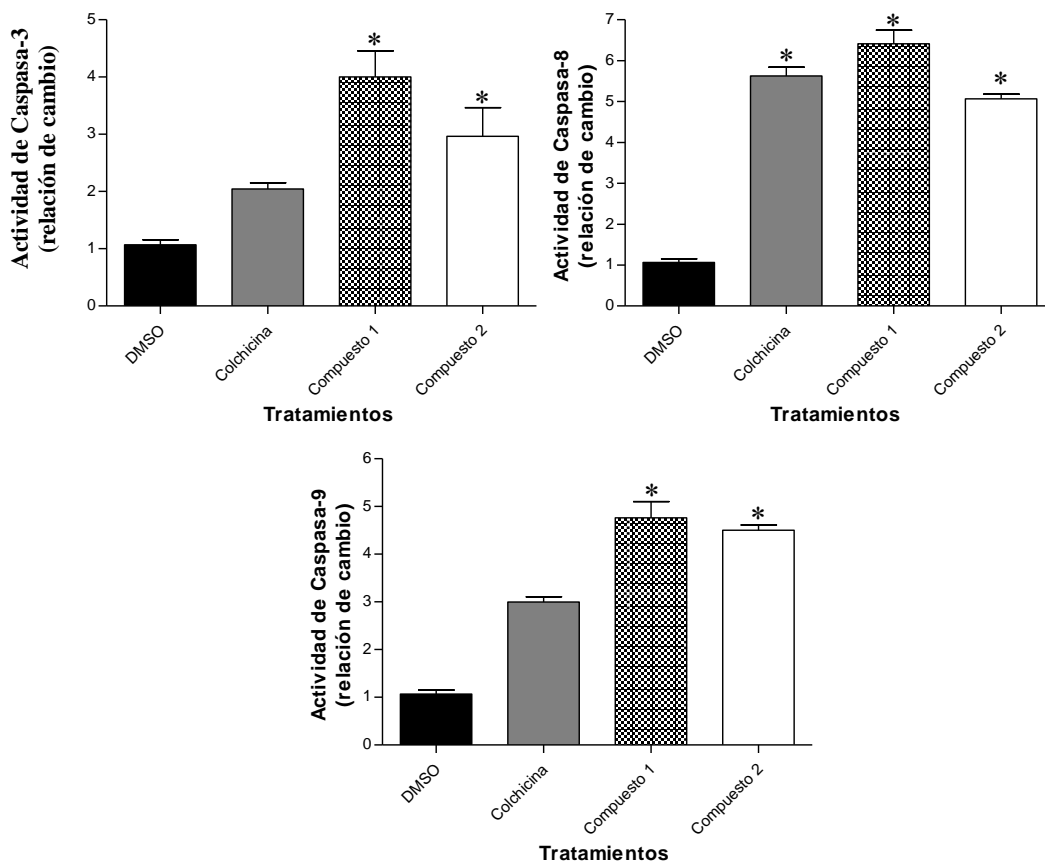 Actividad de Caspasa-3
(relación de cambio)
5
4
3
2
1
0
*
*
DMSO
Colchicina
Compuesto 1
Compuesto 2
Tratamientos
Actividad de Caspasa-8
(relación de cambio)
7
6
5
4
3
2
1
0
*
*
*
DMSO
Colchicina
Compuesto 1
Compuesto 2
Tratamientos
Actividad de Caspasa-9
(relación de cambio)
6
5
4
3
2
1
0
*
*
DMSO
Colchicina
Compuesto 1
Compuesto 2
Tratamientos